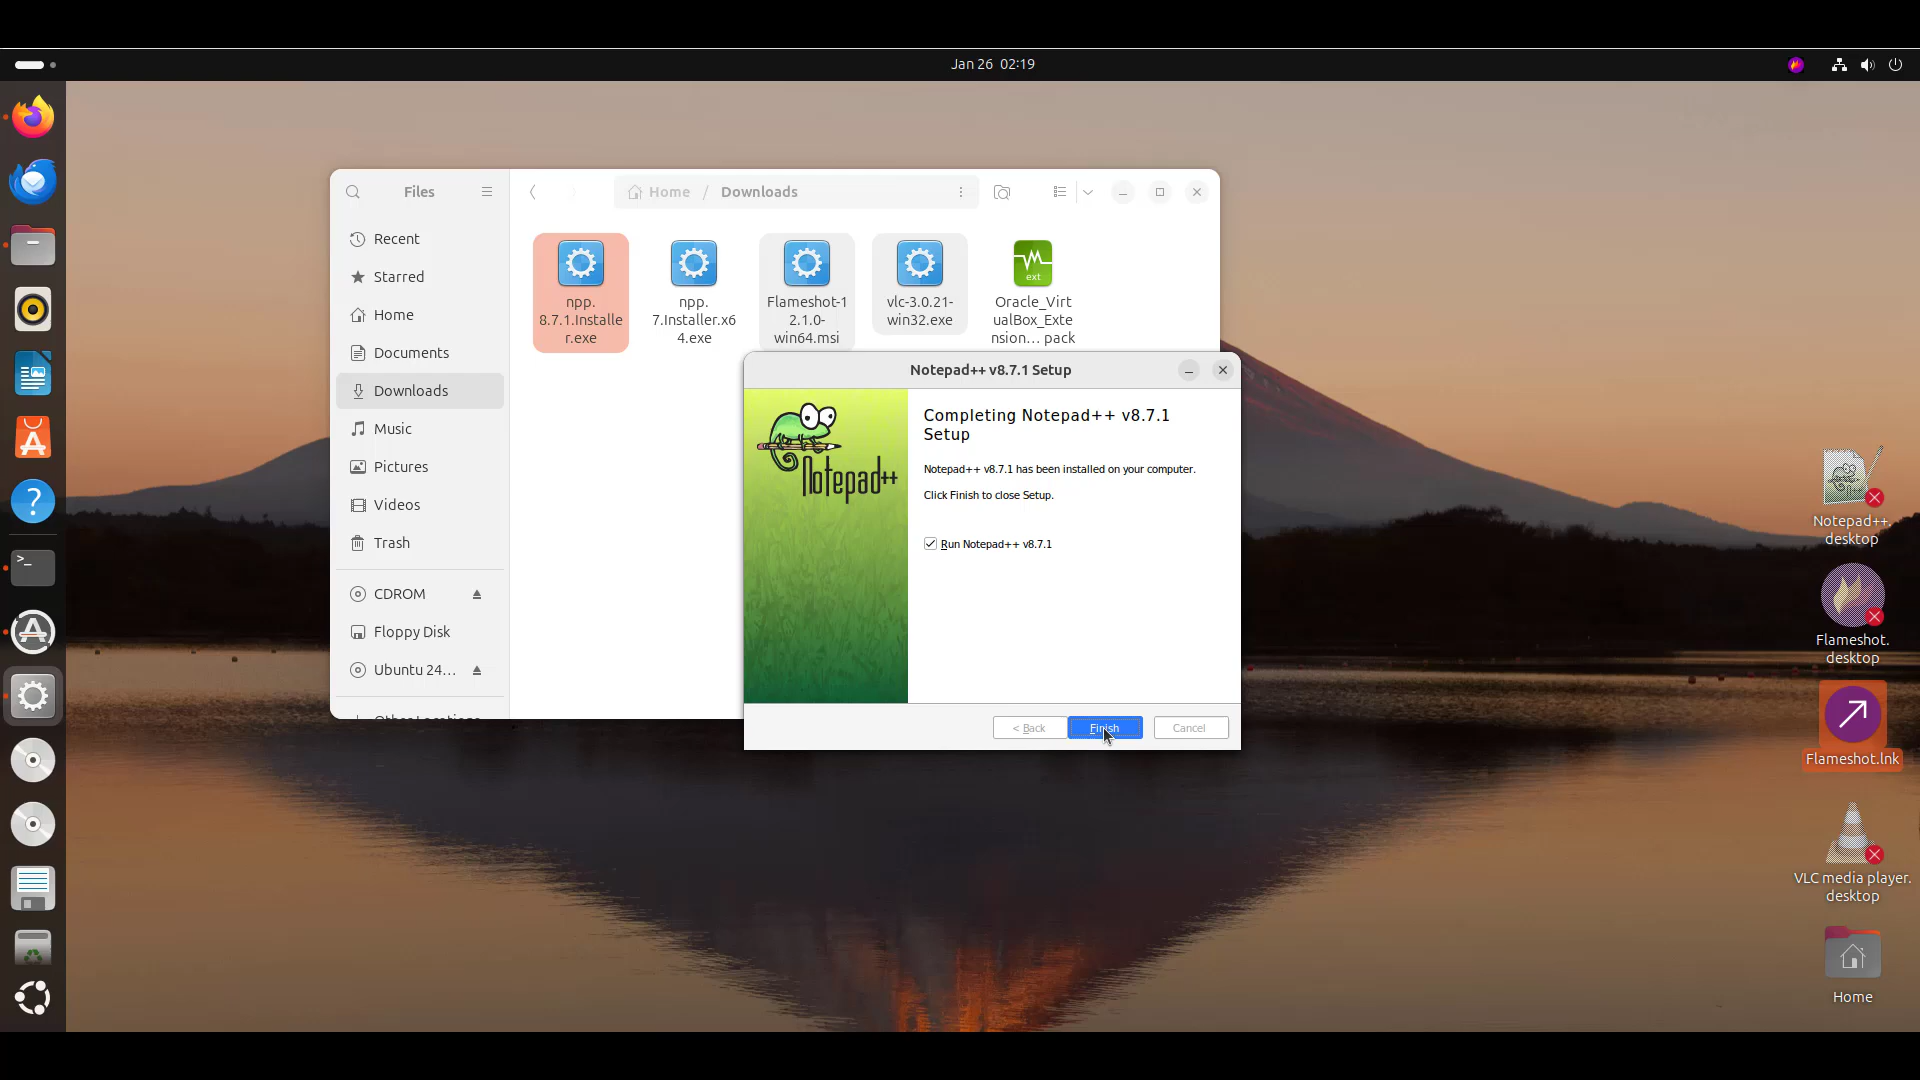 Jan 26 02:19
Files
Home / Downloads
Recent
Starred
Home
Documents
Downloads
Music
Pictures
Videos
Trash
CDROM
Floppy Disk
Ubuntu 24...
Other Locations
npp.
8.7.1.Installe
r.exe
npp.
7.Installer.x6
4.exe
Flameshot-1
2.1.0-
win64.msi
vlc-3.0.21-
win32.exe
ext
Oracle_Virt
ualBox_Exte
nsion... pack
Notepad++ v8.7.1 Setup
Notepad++
Completing Notepad++ v8.7.1
Setup
Notepad++ v8.7.1 has been installed on your computer.
Click Finish to close Setup.
Run Notepad++ v8.7.1
< Back
Finish
Cancel
Notepad++.
desktop
Flameshot.
desktop
Flameshot.lnk
VLC media player.
desktop
Home